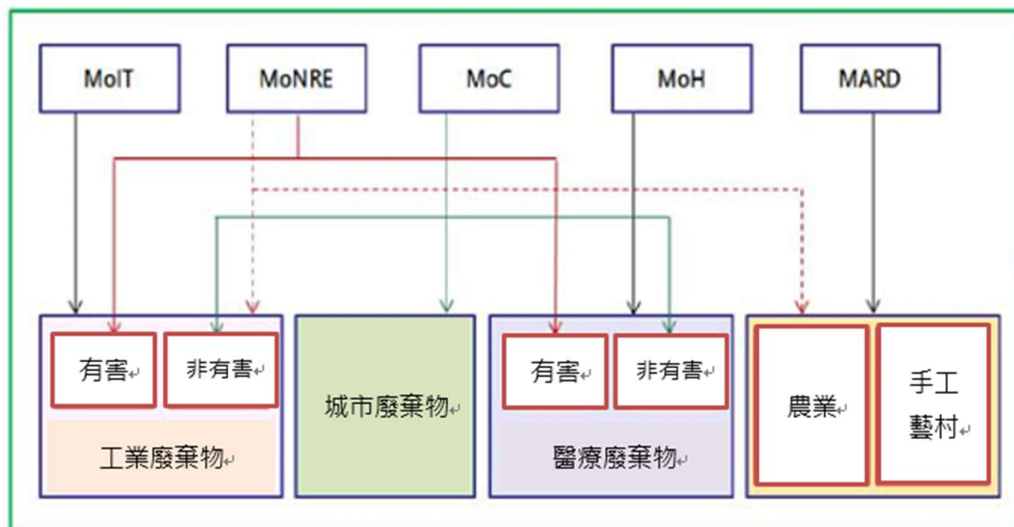 MoIT
MoNRE
MoC
MoH
MARD
有害
非有害
工業廢棄物
城市廢棄物
有害
非有害
醫療廢棄物
農業
手工
藝村